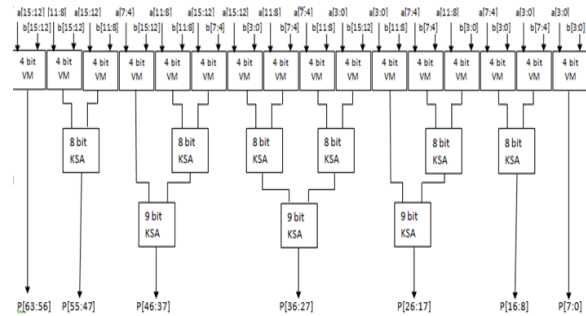 a[15:12] [11:8] a[15:12] a[7:4] a[11:8] a[15:12] a[15:12] a[11:8] a[7:4] a[3:0] a[3:0] a[7:4] a[11:8] a[3:0] a[3:0]
b[15:12] b[15:12] b[11:8] b[15:12] b[11:8] b[7:4] b[3:0] b[7:4] b[11:8] b[15:12] b[11:8] b[7:4] b[3:0] b[7:4] b[3:0] b[3:0]
4 bit 4 bit 4 bit 4 bit 4 bit 4 bit 4 bit 4 bit 4 bit 4 bit 4 bit 4 bit 4 bit 4 bit 4 bit 4 bit
VM VM VM VM VM VM VM VM VM VM VM VM VM VM VM VM
8 bit 8 bit 8 bit 8 bit 8 bit 8 bit
KSA KSA KSA KSA KSA KSA
9 bit 9 bit 9 bit
KSA KSA KSA
P[63:56] P[55:47] P[46:37] P[36:27] P[26:17] P[16:8] P[7:0]